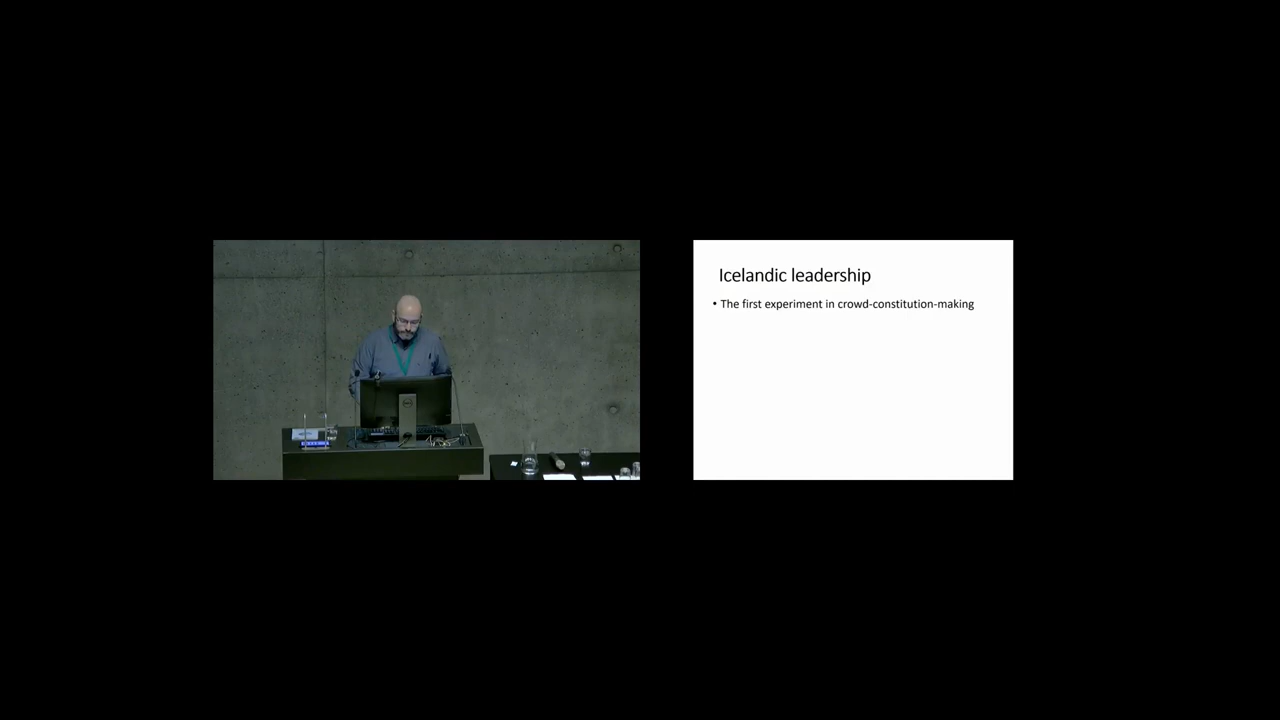 Icelandic leadership
• The first experiment in crowd-constitution-making